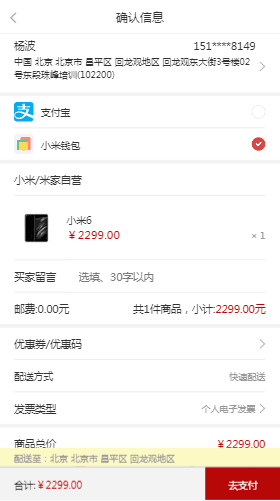 确认信息
杨波 151****8149
中国 北京 北京市 昌平区 回龙观地区 回龙观东大街3号楼02
号东段珠峰培训(102200)
支付宝
小米钱包
小米/米家自营
小米6
¥2299.00 × 1
买家留言 选填、30字以内
邮费:0.00元 共1件商品，小计:2299.00元
优惠券/优惠码
配送方式 快递配送
发票类型 个人电子发票
商品总价 ¥2299.00
配送至：北京 北京市 昌平区 回龙观地区
合计: ¥2299.00 去支付